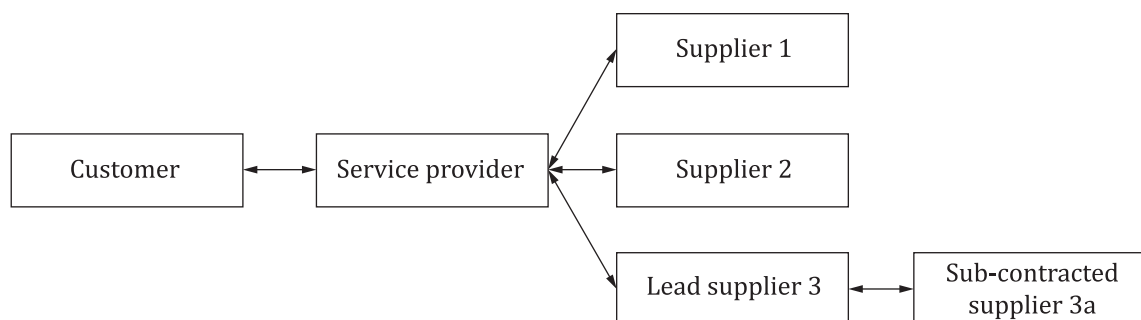 Supplier 1
Customer
Service provider
Supplier 2
Lead supplier 3
Sub-contracted
supplier 3a